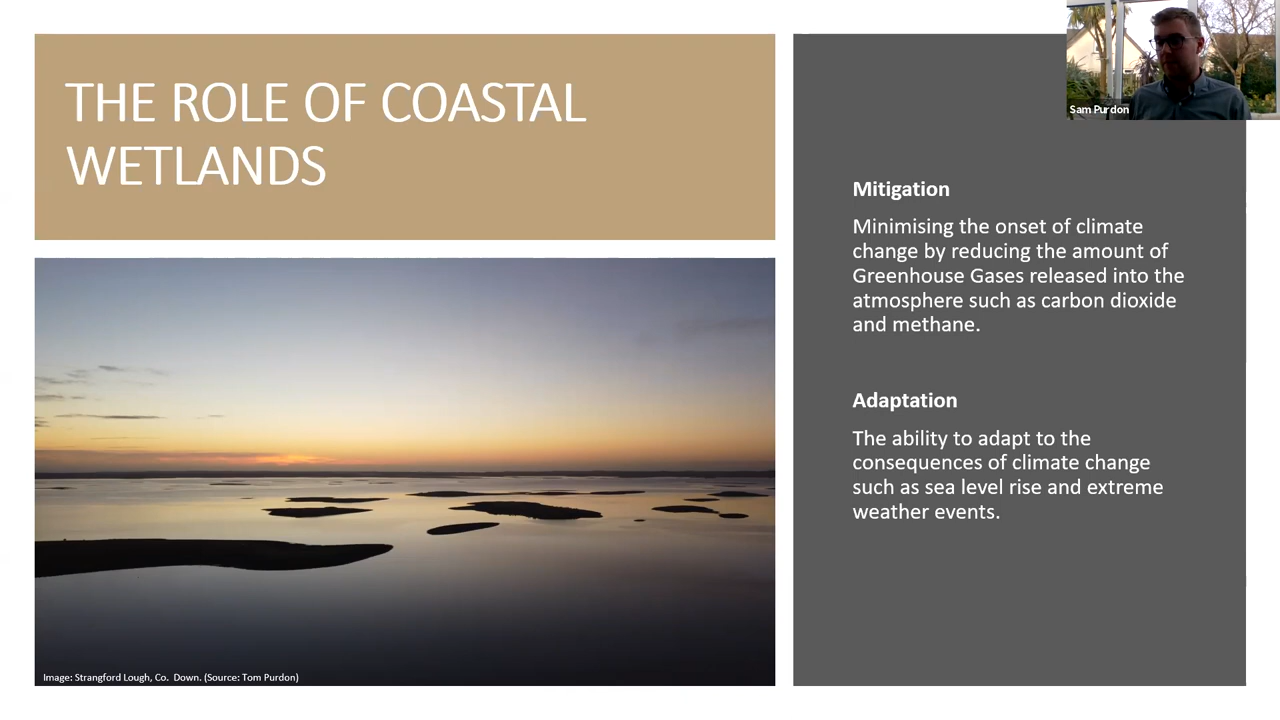 THE ROLE OF COASTAL
WETLANDS
Sam Purdon
Mitigation
Minimising the onset of climate
change by reducing the amount of
Greenhouse Gases released into the
atmosphere such as carbon dioxide
and methane.
Adaptation
The ability to adapt to the
consequences of climate change
such as sea level rise and extreme
weather events.
Image: Strangford Lough, Co. Down. (Source: Tom Purdon)